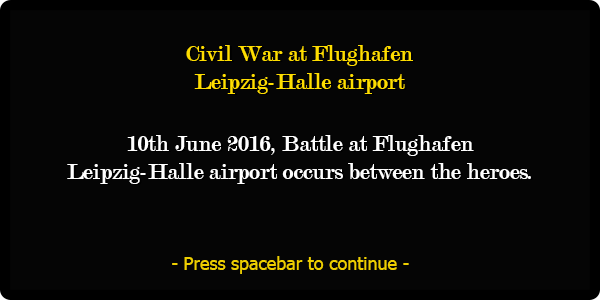 Civil War at Flughafen
Leipzig-Halle airport
10th June 2016, Battle at Flughafen
Leipzig-Halle airport occurs between the heroes.
- Press spacebar to continue -